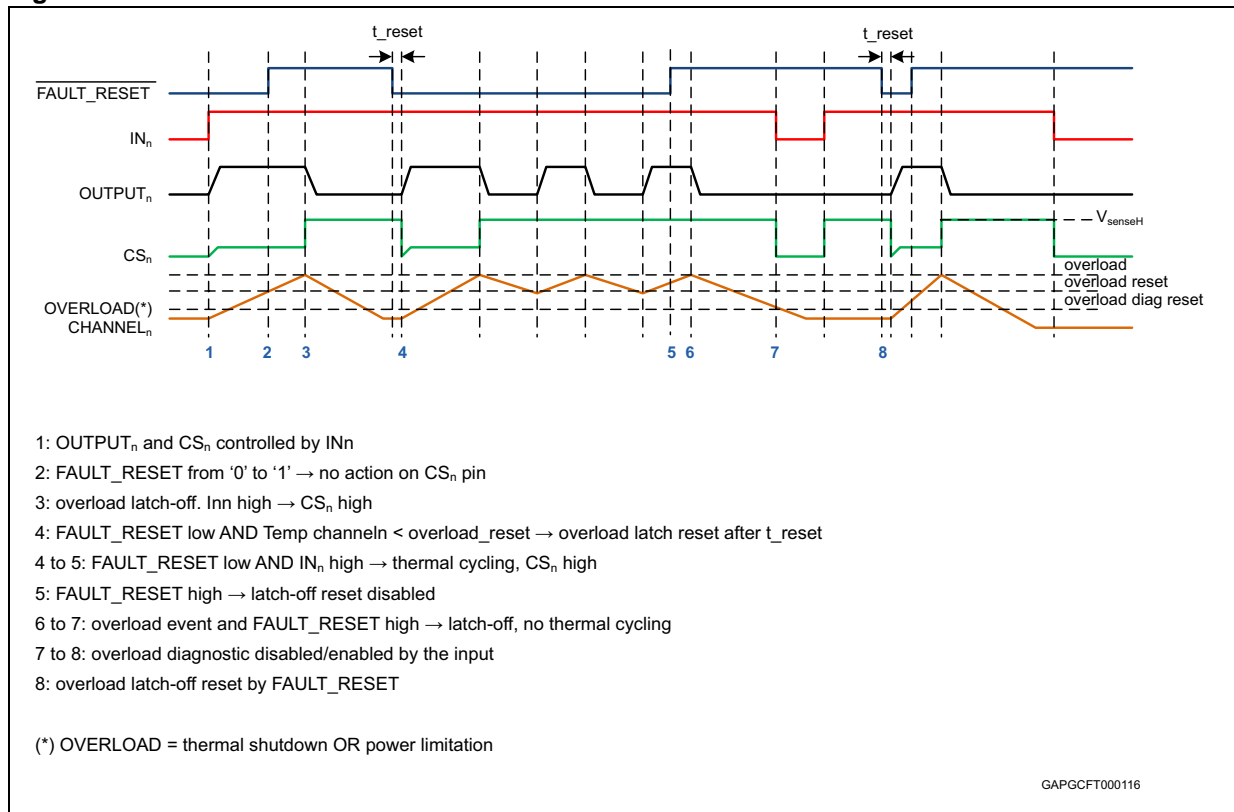 t_reset t_reset
FAULT_RESET
INn
OUTPUTn
VsenseH
CSn
overload
overload reset
overload diag reset
OVERLOAD(*)
CHANNELn
1 2 3 4 5 6 7 8
1: OUTPUTn and CSn controlled by INn
2: FAULT_RESET from ‘0’ to ‘1’ → no action on CSn pin
3: overload latch-off. Inn high → CSn high
4: FAULT_RESET low AND Temp channeln < overload_reset → overload latch reset after t_reset
4 to 5: FAULT_RESET low AND INn high → thermal cycling, CSn high
5: FAULT_RESET high → latch-off reset disabled
6 to 7: overload event and FAULT_RESET high → latch-off, no thermal cycling
7 to 8: overload diagnostic disabled/enabled by the input
8: overload latch-off reset by FAULT_RESET
(*) OVERLOAD = thermal shutdown OR power limitation
GAPGCFT000116